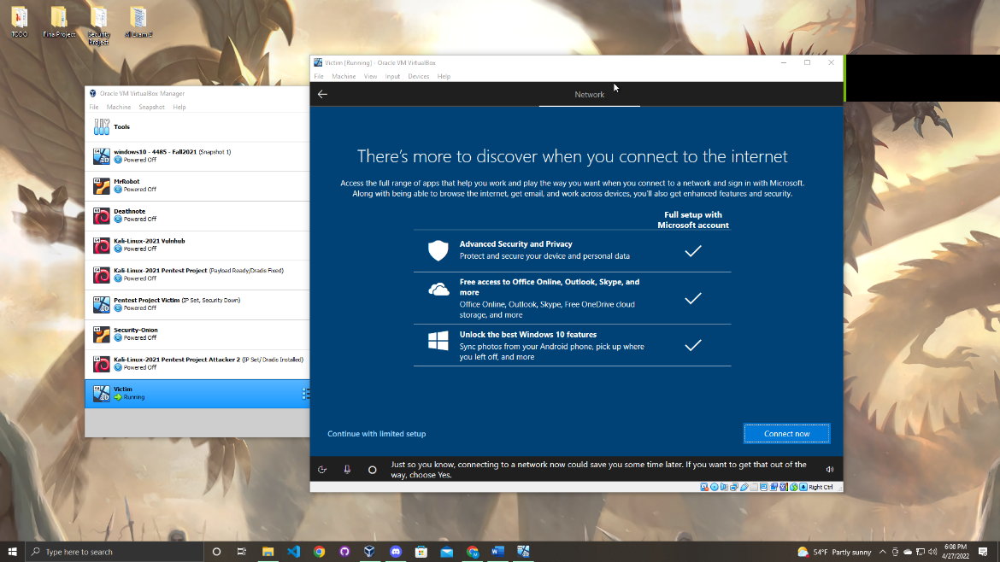 TODO
Final Project
Security
Project
AI Exam 2
Oracle VM VirtualBox Manager
File Machine Snapshot Help
Tools
windows10 - 4485 - Fall2021 (Snapshot 1)
Powered Off
MrRobot
Powered Off
Deathnote
Powered Off
Kali-Linux-2021 Vulnhub
Powered Off
Kali-Linux-2021 Pentest Project (Payload Ready/Dradis Fixed)
Powered Off
Pentest Project Victim (IP Set, Security Down)
Powered Off
Security-Onion
Powered Off
Kali-Linux-2021 Pentest Project Attacker 2 (IP Set/ Dradis Installed)
Powered Off
Victim
Running
Victim [Running] - Oracle VM VirtualBox
File Machine View Input Devices Help
Network
There's more to discover when you connect to the internet
Access the full range of apps that help you work and play the way you want when you connect to a network and sign in with Microsoft.
Along with being able to browse the internet, get email, and work across devices, you'll also get enhanced features and security.
Full setup with
Microsoft account
Advanced Security and Privacy
Protect and secure your device and personal data
Free access to Office Online, Outlook, Skype, and
more
Office Online, Outlook, Skype, Free OneDrive cloud
storage, and more
Unlock the best Windows 10 features
Sync photos from your Android phone, pick up where
you left off, and more
Continue with limited setup
Connect now
Just so you know, connecting to a network now could save you some time later. If you want to get that out of the
way, choose Yes.
Right Ctrl
Type here to search
54°F Partly sunny
6:08 PM
4/27/2022